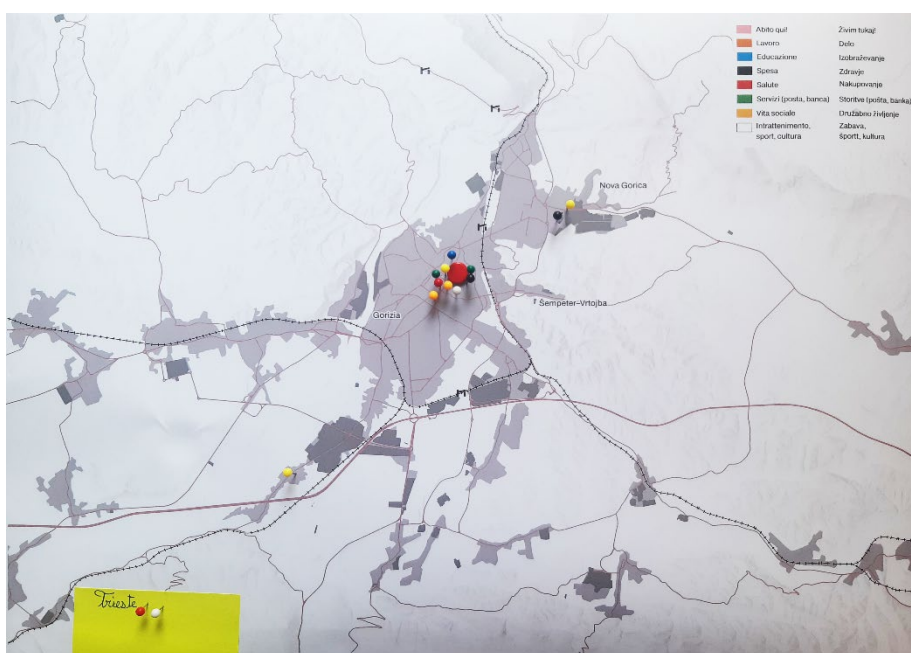 Abito qui! Živim tukaj!
Lavoro Delo
Educazione Izobraževanje
Spesa Zdravje
Salute Nakupovanje
Servizi (posta, banca) Storitve (pošta, banka)
Vita sociale Družabno življenje
Intrattenimento, Zabava,
sport, cultura športt, kultura
Nova Gorica
Šempeter-Vrtojba
Gorizia
Trieste